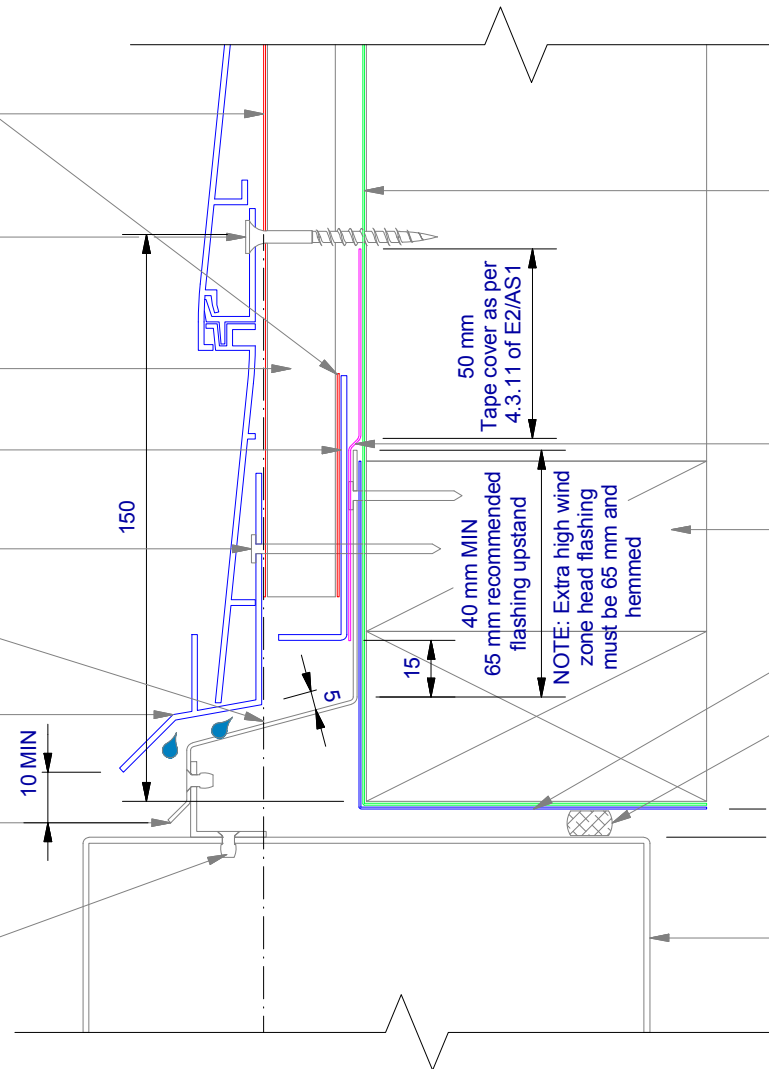 50 mm
Tape cover as per
4.3.11 of E2/AS1
150
40 mm MIN
65 mm recommended
flashing upstand
NOTE: Extra high wind
zone head flashing
must be 65 mm and
hemmed
15
5
10 MIN